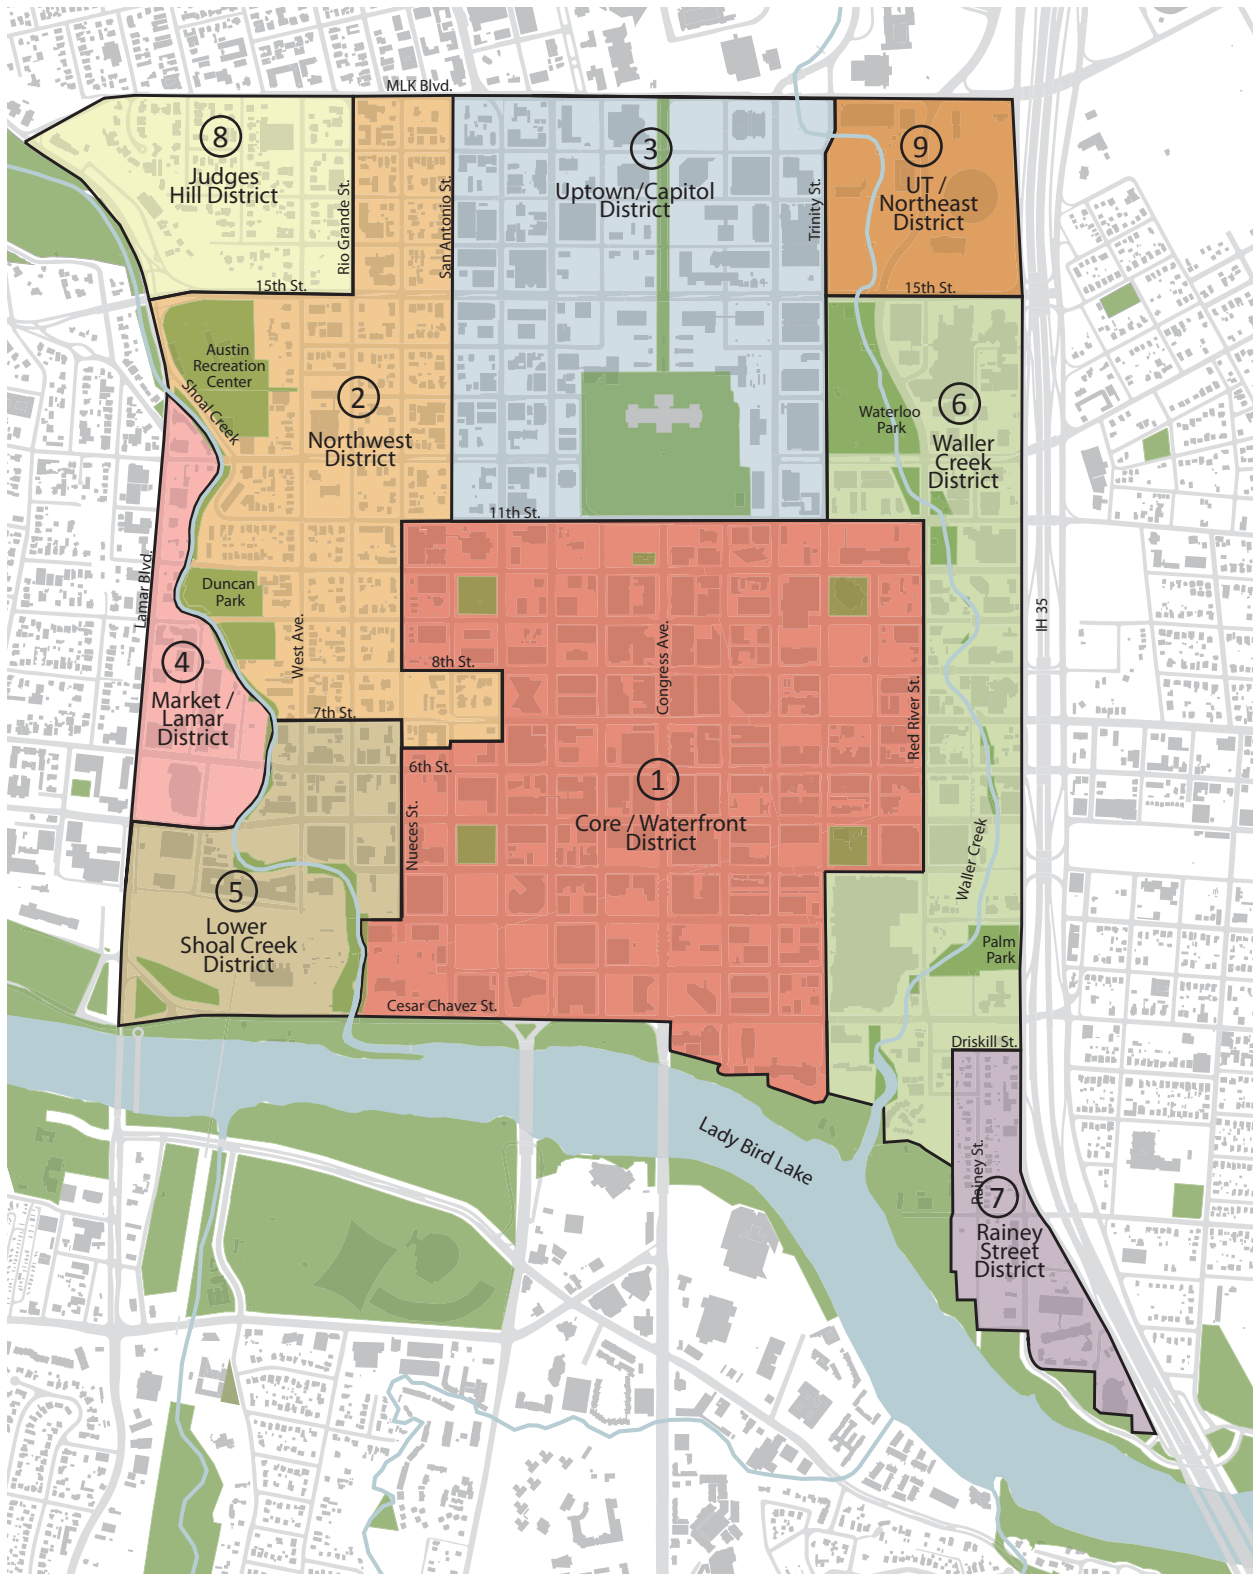 MLK Blvd.
8
Judges
Hill District
Rio Grande St.
San Antonio St.
3
Uptown/Capitol
District
Trinity St.
9
UT /
Northeast
District
15th St.
15th St.
Austin
Recreation
Center
Shoal Creek
2
Northwest
District
Waterloo
Park
6
Waller
Creek
District
11th St.
Lamar Blvd.
Duncan
Park
West Ave.
IH 35
4
Market /
Lamar
District
8th St.
7th St.
6th St.
Congress Ave.
Red River St.
1
Core / Waterfront
District
Nueces St.
Waller Creek
5
Lower
Shoal Creek
District
Palm
Park
Cesar Chavez St.
Driskill St.
Lady Bird Lake
Rainey St.
7
Rainey
Street
District